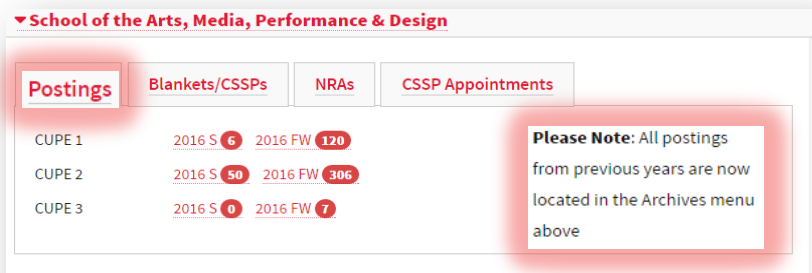 School of the Arts, Media, Performance & Design
Postings Blankets/CSSPs NRAs CSSP Appointments
CUPE 1 2016 S 6 2016 FW 120
CUPE 2 2016 S 50 2016 FW 306
CUPE 3 2016 S 0 2016 FW 7
Please Note: All postings
from previous years are now
located in the Archives menu
above